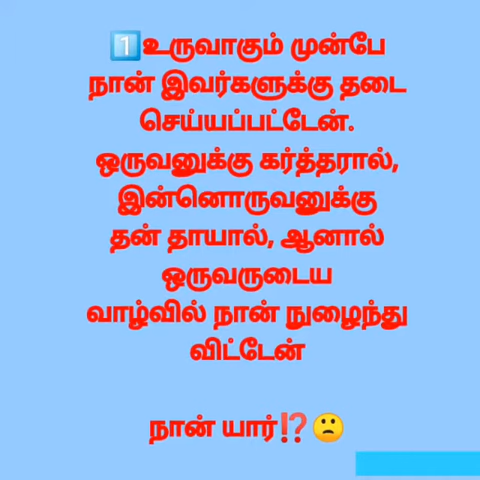 1️⃣உருவாகும் முன்பே
நான் இவர்களுக்கு தடை
செய்யப்பட்டேன்.
ஒருவனுக்கு கர்த்தரால்,
இன்னொருவனுக்கு
தன் தாயால், ஆனால்
ஒருவருடைய
வாழ்வில் நான் நுழைந்து
விட்டேன்
நான் யார்⁉️🙁